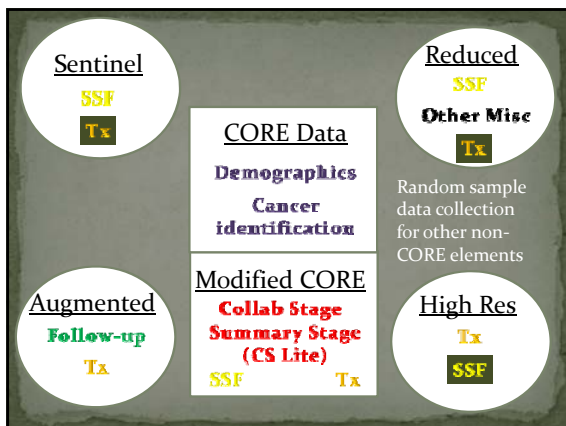 Sentinel
SSF
Tx
Reduced
SSF
Other Misc
Tx
CORE Data
Demographics
Cancer
identification
Random sample
data collection
for other non-
CORE elements
Augmented
Follow-up
Tx
Modified CORE
Collab Stage
Summary Stage
(CS Lite)
SSF Tx
High Res
Tx
SSF